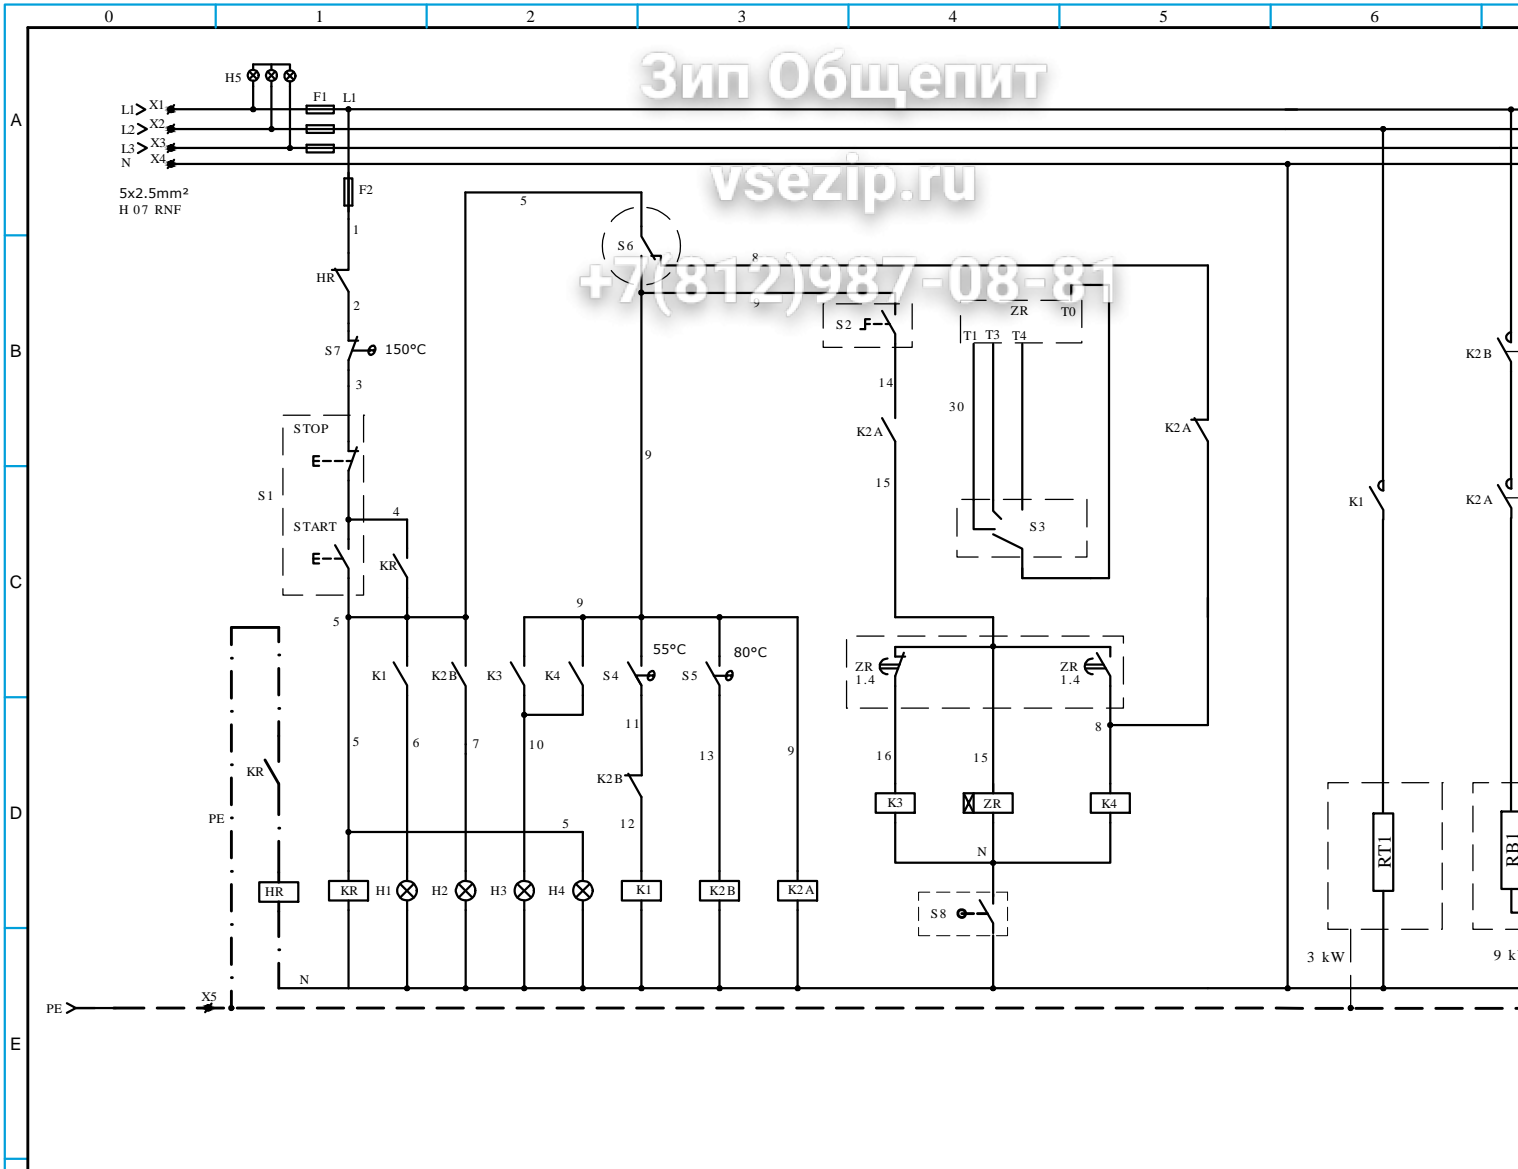 0 1 2 3 4 5 6
Зип Общепит
H5
F1 L1
L1 X1
A
L2 X2
L3 X3
N X4
vsezip.ru
5x2.5mm²
H 07 RNF
F2
5
1
S6
8
+7(812)987-08-81
HR
2
9
S2
ZR
T0
T1 T3 T4
B
S7
150°C
K2B
3
14
30
STOP
K2A
K2A
9
15
S1
K1
K2A
4
START
S3
KR
C
9
5
55°C
80°C
K1
K2B
K3
K4
S4
S5
ZR
1.4
ZR
1.4
11
8
5
6
7
10
13
9
16
15
KR
K2B
PE
D
5
12
K3
ZR
K4
RT1
RB1
N
HR
KR
H1
H2
H3
H4
K1
K2B
K2A
S8
3 kW
N
X5
PE
E